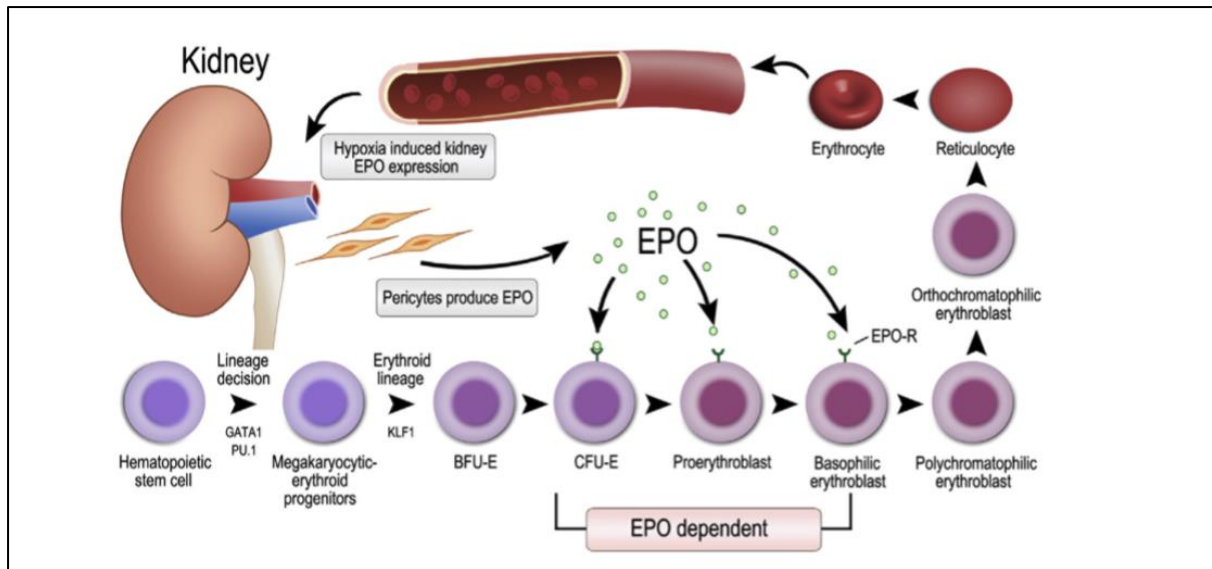 Kidney
Hypoxia induced kidney
EPO expression
Erythrocyte
Reticulocyte
EPO
Pericytes produce EPO
Orthochromatophilic
erythroblast
EPO-R
Lineage
decision
GATA1
PU.1
Erythroid
lineage
KLF1
Hematopoietic
stem cell
Megakaryocytic-
erythroid
progenitors
BFU-E
CFU-E
Proerythroblast
Basophilic
erythroblast
Polychromatophilic
erythroblast
EPO dependent